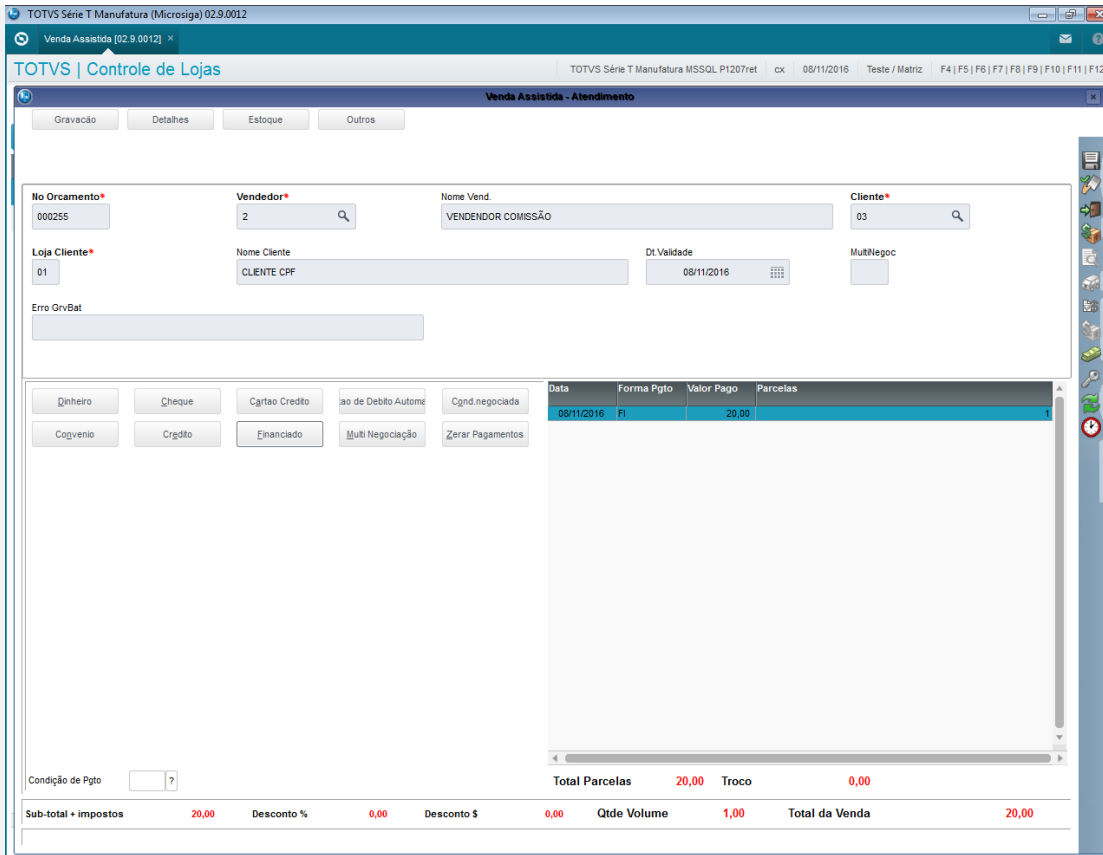 TOTVS Série T Manufatura (Microsiga) 02.9.0012
Venda Assistida [02.9.0012] ×
TOTVS | Controle de Lojas
TOTVS Série T Manufatura MSSQL P1207ret cx 08/11/2016 Teste / Matriz F4 | F5 | F6 | F7 | F8 | F9 | F10 | F11 | F12
Venda Assistida - Atendimento
Gravacão Detalhes Estoque Outros
No Orcamento* Vendedor* Nome Vend. Cliente*
000255 2 VENDENDOR COMISSÃO 03
Loja Cliente* Nome Cliente Dt.Validade MultiNegoc
01 CLIENTE CPF 08/11/2016
Erro GrvBat
Data Forma Pgto Valor Pago Parcelas
08/11/2016 FI 20,00 1
Dinheiro Cheque Cartao Credito tao de Debito Automa Cond.negociada
Convenio Credito Financiado Multi Negociação Zerar Pagamentos
Condição de Pgto ?
Total Parcelas 20,00 Troco 0,00
Sub-total + impostos 20,00 Desconto % 0,00 Desconto $ 0,00 Qtde Volume 1,00 Total da Venda 20,00